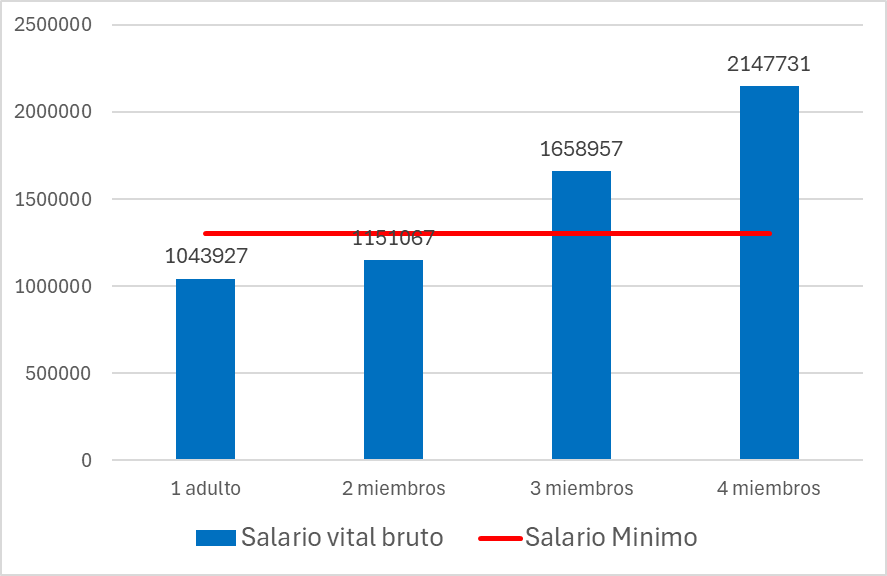 2500000
2147731
2000000
1658957
1500000
1151067
1043927
1000000
500000
0
1 adulto
2 miembros
3 miembros
4 miembros
Salario vital bruto
Salario Minimo